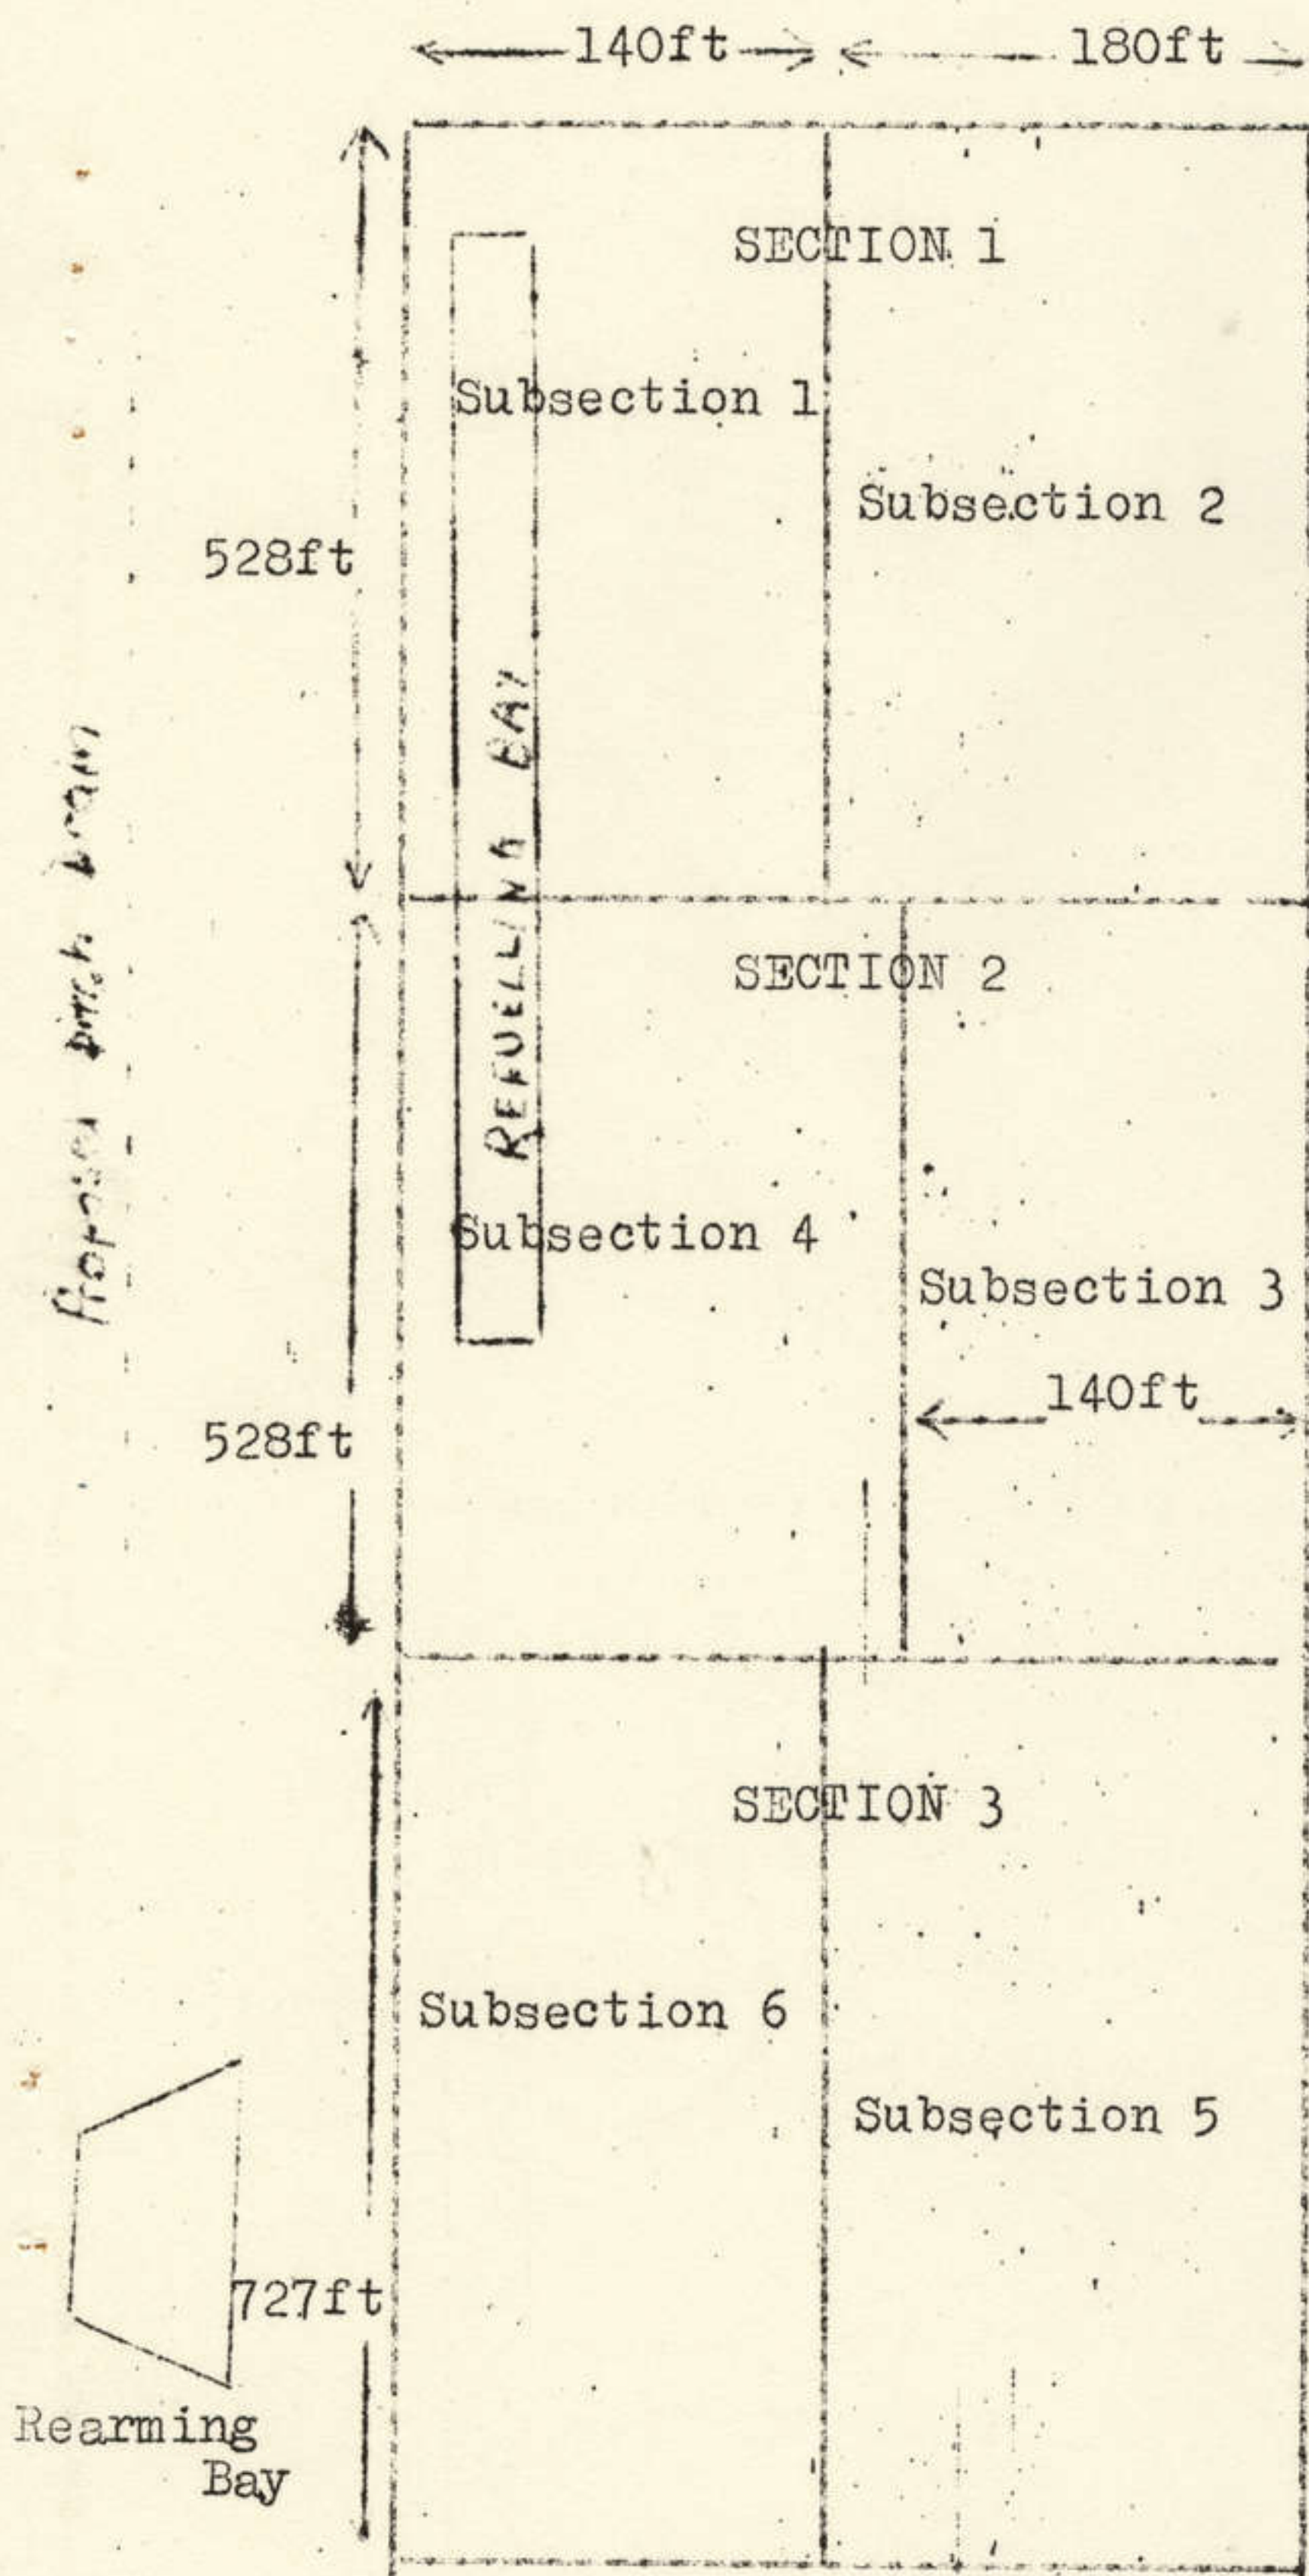 140ft 180ft
SECTION 1
Subsection 1
Subsection 2
528ft
REFUELLING BAY
SECTION 2
Subsection 4
Subsection 3
140ft
528ft
SECTION 3
Subsection 6
Subsection 5
727ft
Rearming
Bay